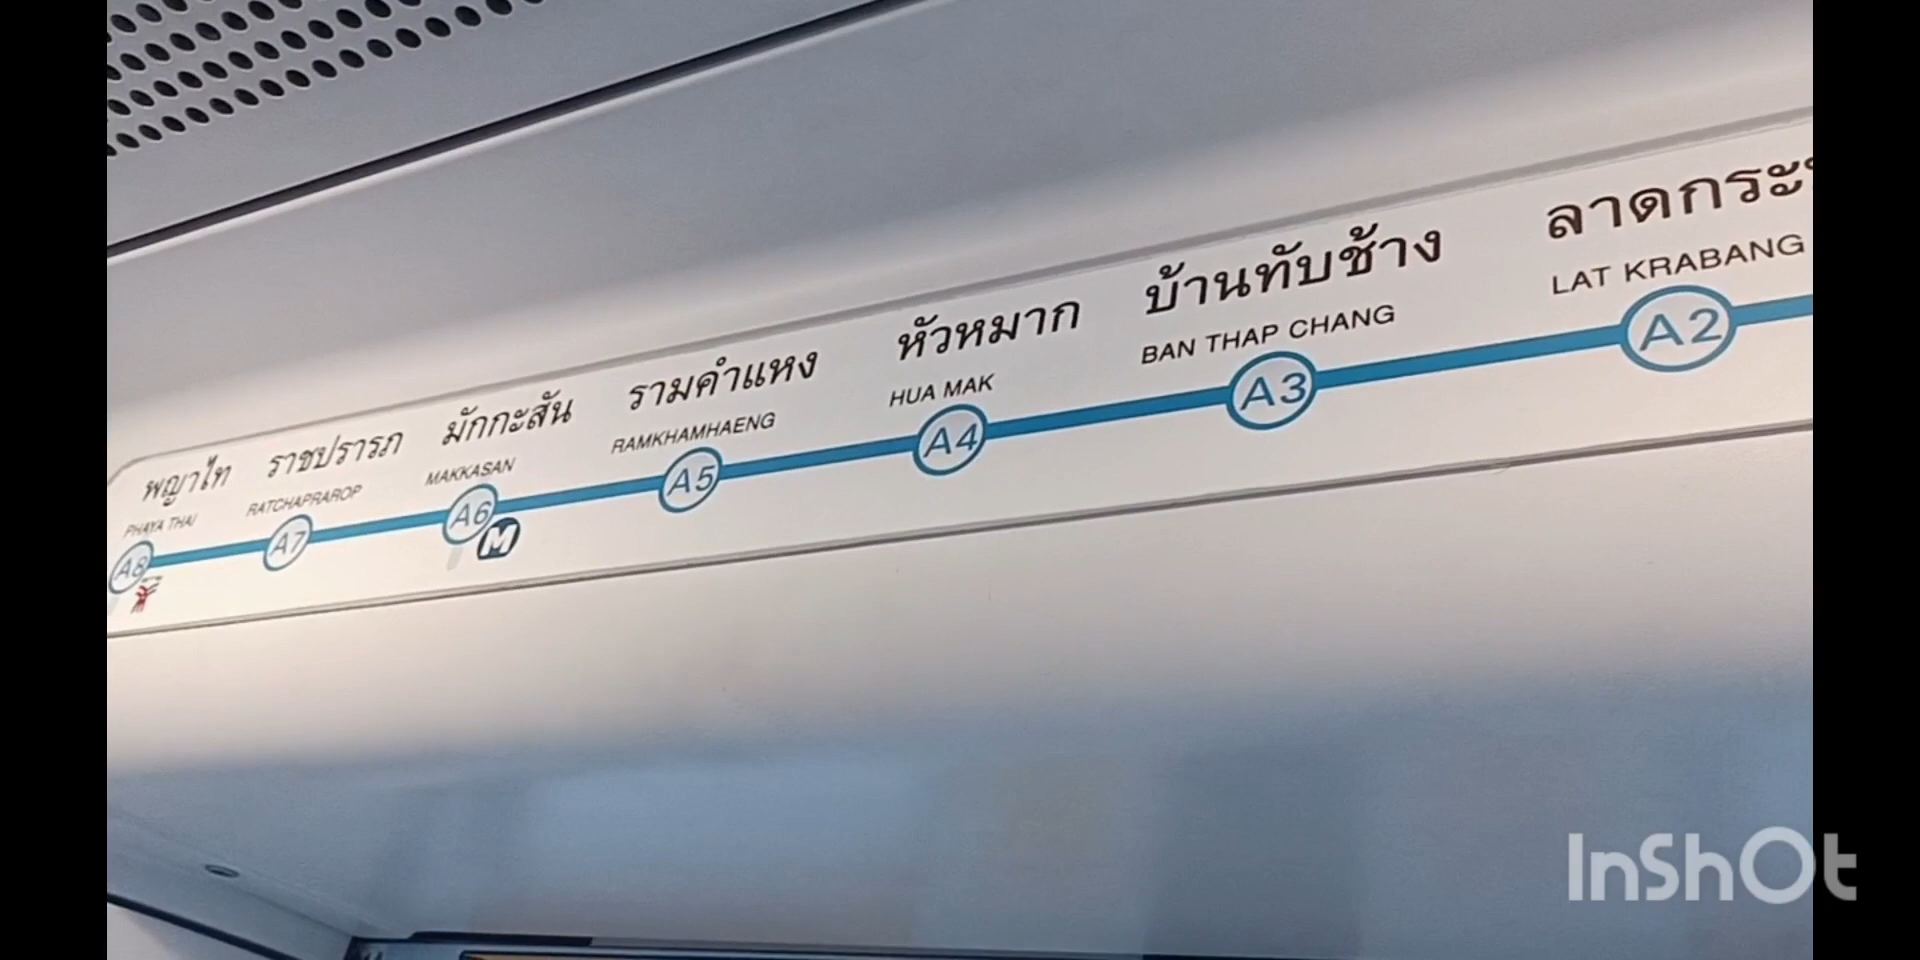 พญาไท
PHAYA THAI
A8
ราชปรารภ
RATCHAPRAROP
A7
มักกะสัน
MAKKASAN
A6
M
รามคำแหง
RAMKHAMHAENG
A5
หัวหมาก
HUA MAK
A4
บ้านทับช้าง
BAN THAP CHANG
A3
ลาดกระ
LAT KRABANG
A2
InShOt